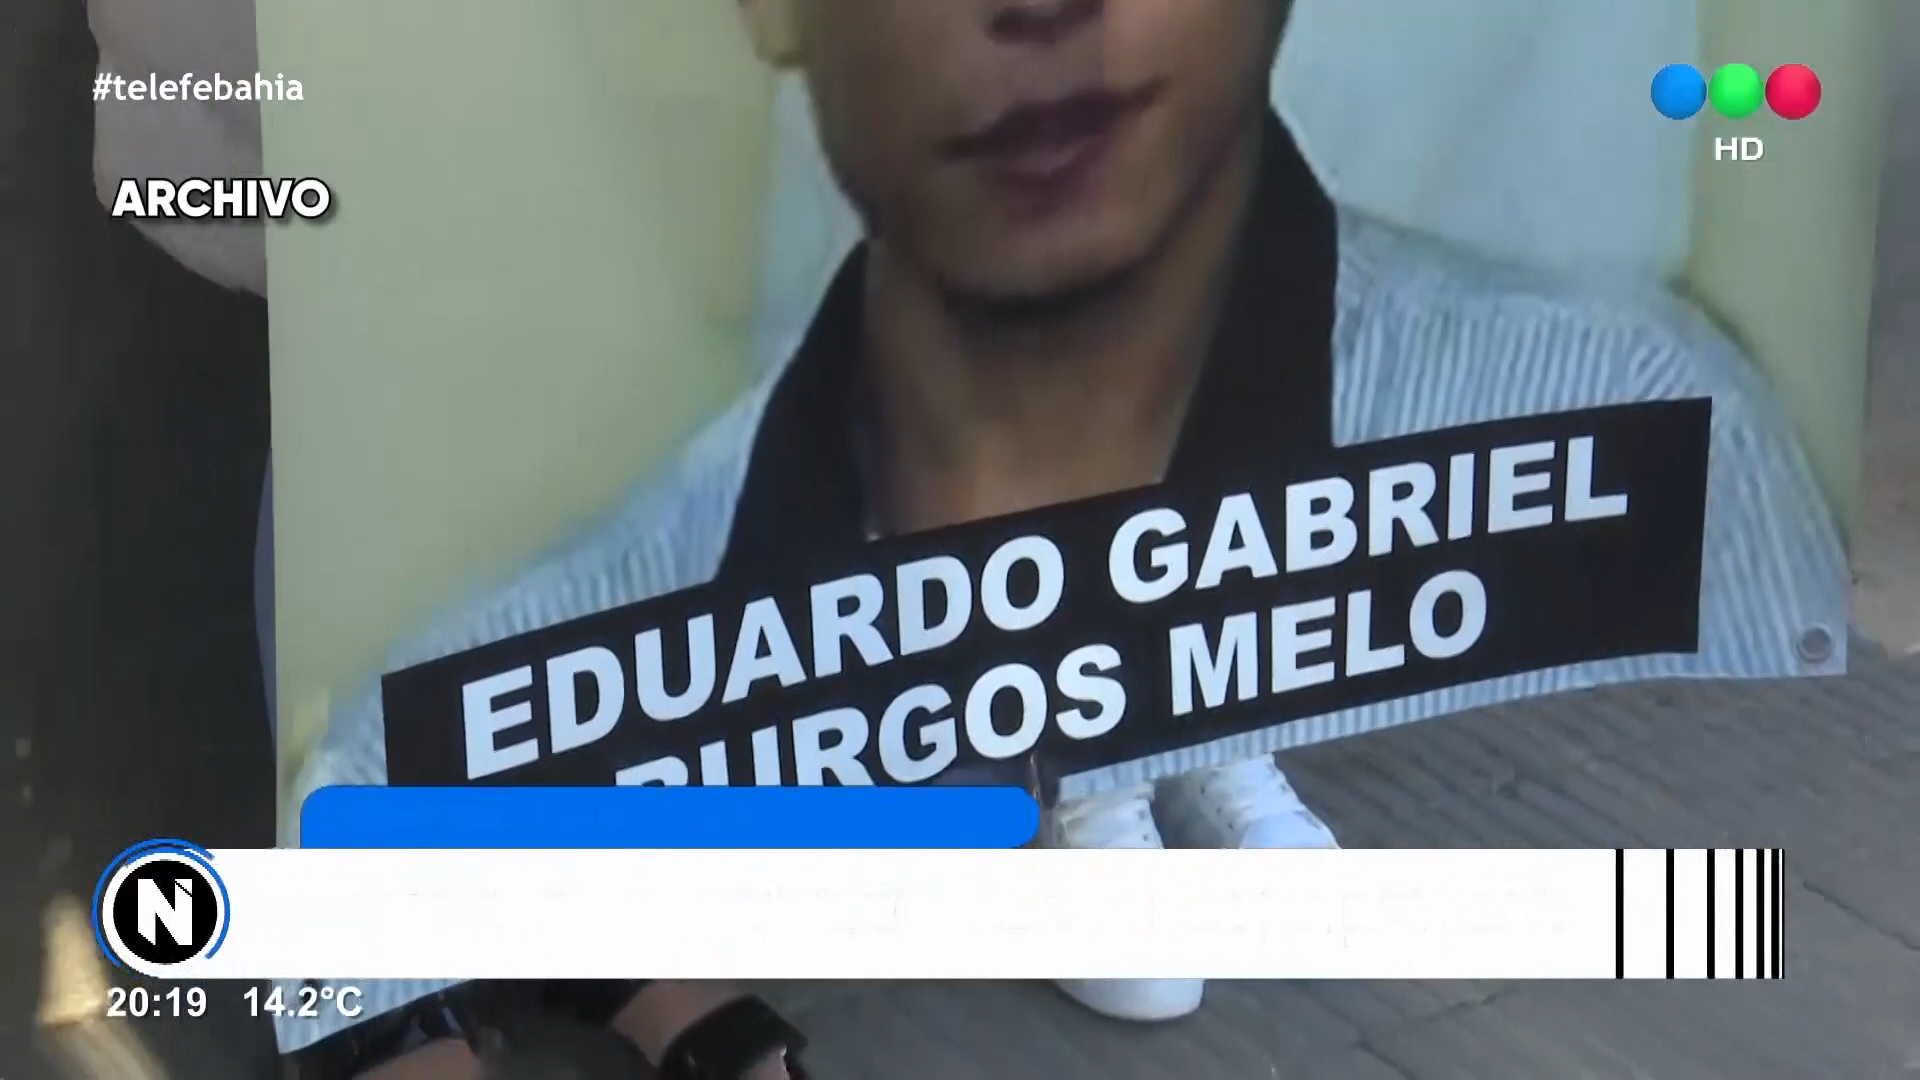 #telefebahia
HD
ARCHIVO
EDUARDO GABRIEL
BURGOS MELO
N
20:19 14.2°C